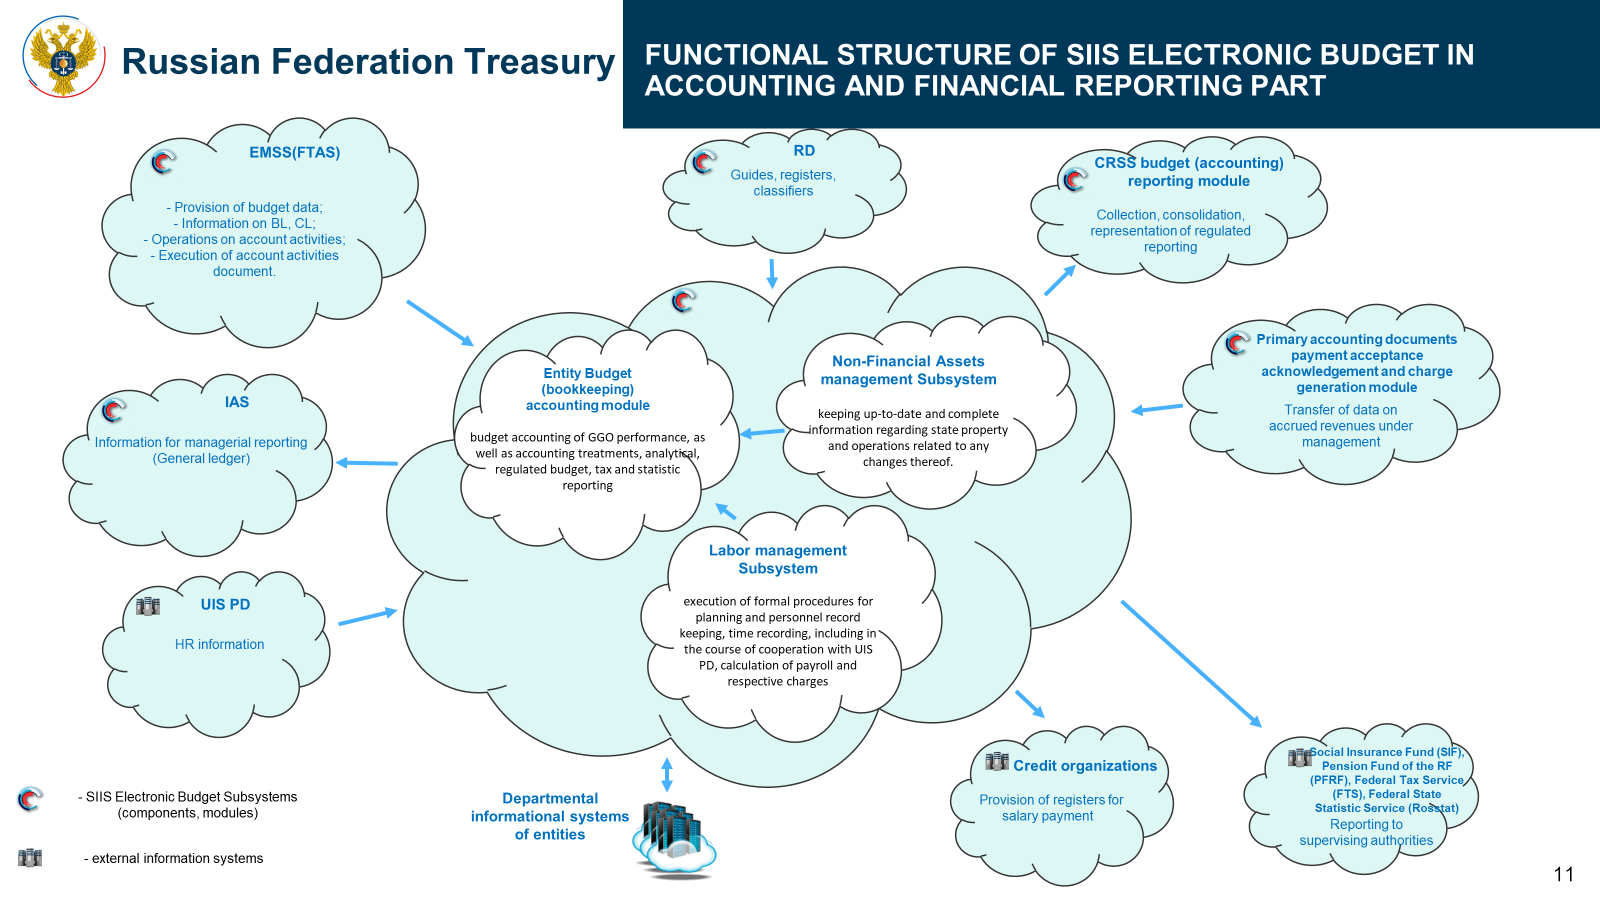 Russian Federation Treasury
FUNCTIONAL STRUCTURE OF SIIS ELECTRONIC BUDGET IN
ACCOUNTING AND FINANCIAL REPORTING PART
EMSS(FTAS)
- Provision of budget data;
- Information on BL, CL;
- Operations on account activities;
- Execution of account activities
document.
RD
Guides, registers,
classifiers
CRSS budget (accounting)
reporting module
Collection, consolidation,
representation of regulated
reporting
Primary accounting documents
payment acceptance
acknowledgement and charge
generation module
Transfer of data on
accrued revenues under
management
Entity Budget
(bookkeeping)
accounting module
budget accounting of GGO performance, as
well as accounting treatments, analytical,
regulated budget, tax and statistic
reporting
Non-Financial Assets
management Subsystem
keeping up-to-date and complete
information regarding state property
and operations related to any
changes thereof.
IAS
Information for managerial reporting
(General ledger)
Labor management
Subsystem
execution of formal procedures for
planning and personnel record
keeping, time recording, including in
the course of cooperation with UIS
PD, calculation of payroll and
respective charges
UIS PD
HR information
Credit organizations
Provision of registers for
salary payment
Social Insurance Fund (SIF),
Pension Fund of the RF
(PFRF), Federal Tax Service
(FTS), Federal State
Statistic Service (Rosstat)
Reporting to
supervising authorities
Departmental
informational systems
of entities
- SIIS Electronic Budget Subsystems
(components, modules)
- external information systems
11